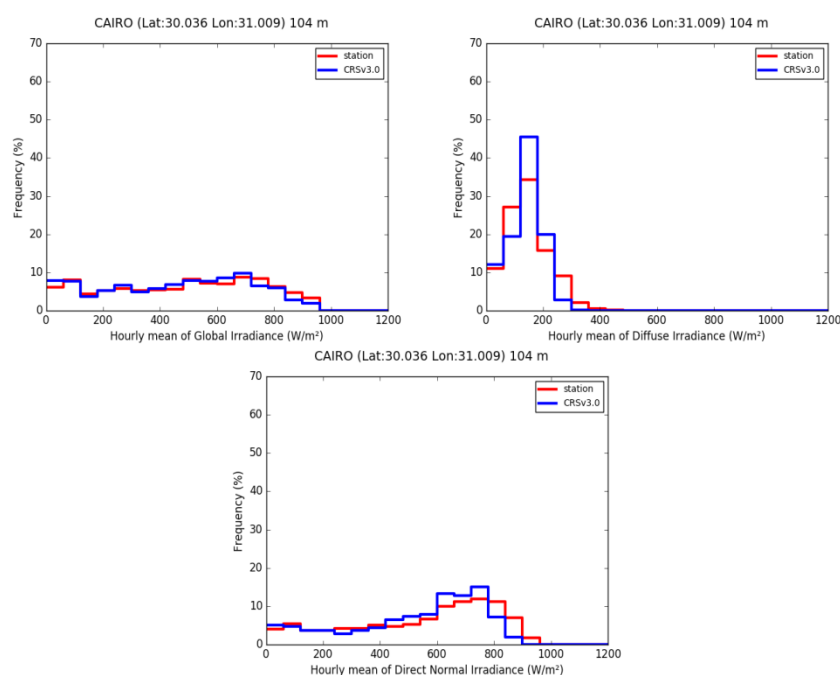 CAIRO (Lat:30.036 Lon:31.009) 104 m
70
60
50
40
30
20
10
0
Frequency (%)
station
CRSv3.0
0 200 400 600 800 1000 1200
Hourly mean of Global Irradiance (W/m²)
CAIRO (Lat:30.036 Lon:31.009) 104 m
70
60
50
40
30
20
10
0
Frequency (%)
station
CRSv3.0
0 200 400 600 800 1000 1200
Hourly mean of Diffuse Irradiance (W/m²)
CAIRO (Lat:30.036 Lon:31.009) 104 m
70
60
50
40
30
20
10
0
Frequency (%)
station
CRSv3.0
0 200 400 600 800 1000 1200
Hourly mean of Direct Normal Irradiance (W/m²)